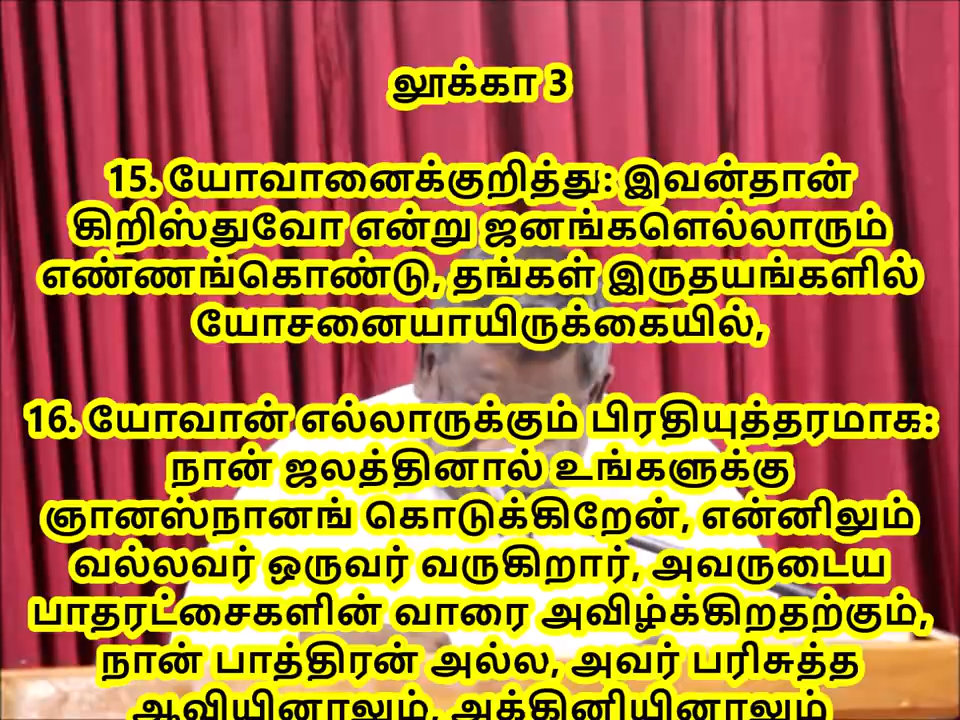 லூக்கா 3
15. யோவானைக்குறித்து: இவன்தான்
கிறிஸ்துவோ என்று ஜனங்களெல்லாரும்
எண்ணங்கொண்டு, தங்கள் இருதயங்களில்
யோசனையாயிருக்கையில்,
16. யோவான் எல்லாருக்கும் பிரதியுத்தரமாக:
நான் ஜலத்தினால் உங்களுக்கு
ஞானஸ்நானங் கொடுக்கிறேன், என்னிலும்
வல்லவர் ஒருவர் வருகிறார், அவருடைய
பாதரட்சைகளின் வாரை அவிழ்க்கிறதற்கும்,
நான் பாத்திரன் அல்ல, அவர் பரிசுத்த
ஆவியினாலும், அக்கினியினாலும்